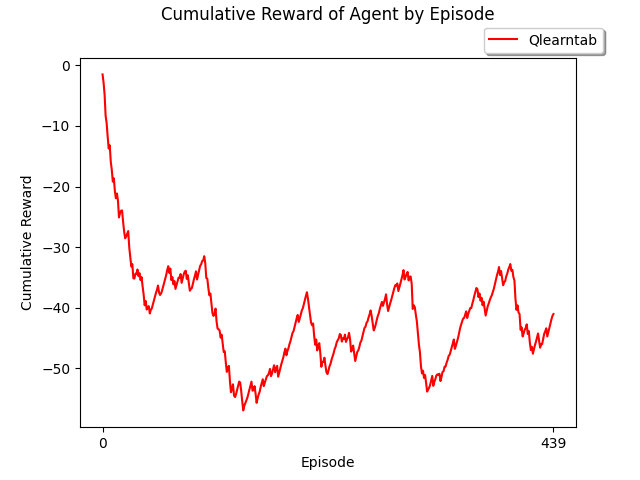 Cumulative Reward of Agent by Episode
Qlearntab
0
−10
−20
−30
−40
−50
Cumulative Reward
0
439
Episode